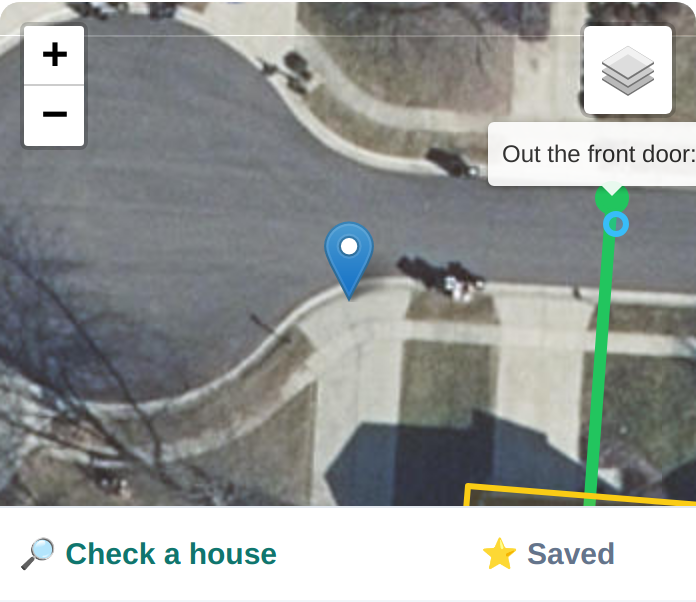 +
−
Out the front door:
🔎 Check a house
⭐ Saved